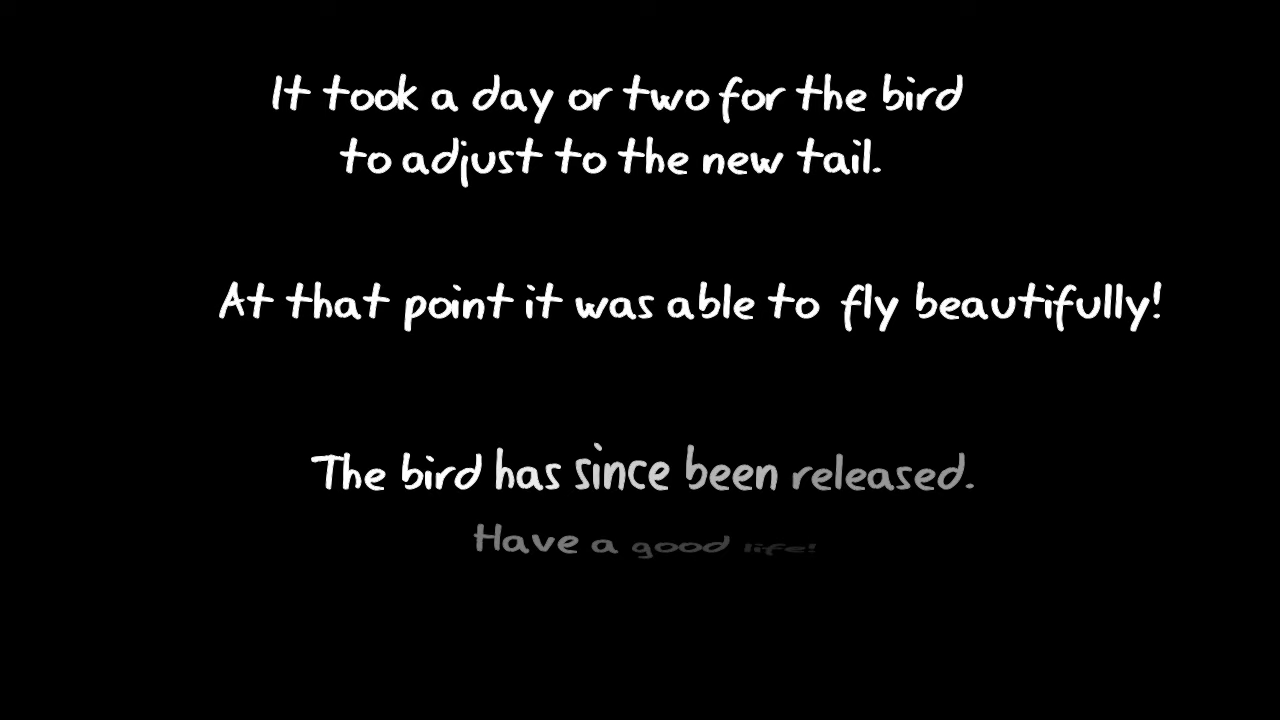 It took a day or two for the bird
to adjust to the new tail.
At that point it was able to fly beautifully!
The bird has since been released.
Have a good life!